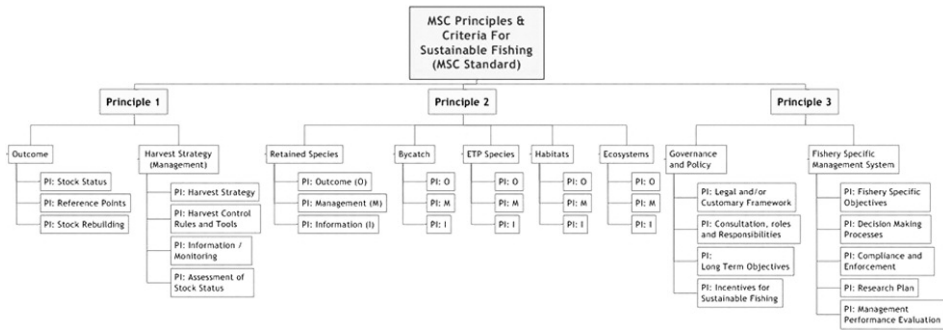 MSC Principles &
Criteria For
Sustainable Fishing
(MSC Standard)
Principle 1
Principle 2
Principle 3
Outcome
PI: Stock Status
PI: Reference Points
PI: Stock Rebuilding
Harvest Strategy
(Management)
PI: Harvest Strategy
PI: Harvest Control
Rules and Tools
PI: Information /
Monitoring
PI: Assessment of
Stock Status
Retained Species
PI: Outcome (O)
PI: Management (M)
PI: Information (I)
Bycatch
PI: O
PI: M
PI: I
ETP Species
PI: O
PI: M
PI: I
Habitats
PI: O
PI: M
PI: I
Ecosystems
PI: O
PI: M
PI: I
Governance
and Policy
PI: Legal and/or
Customary Framework
PI: Consultation, roles
and Responsibilities
PI:
Long Term Objectives
PI: Incentives for
Sustainable Fishing
Fishery Specific
Management System
PI: Fishery Specific
Objectives
PI: Decision Making
Processes
PI: Compliance and
Enforcement
PI: Research Plan
PI: Management
Performance Evaluation